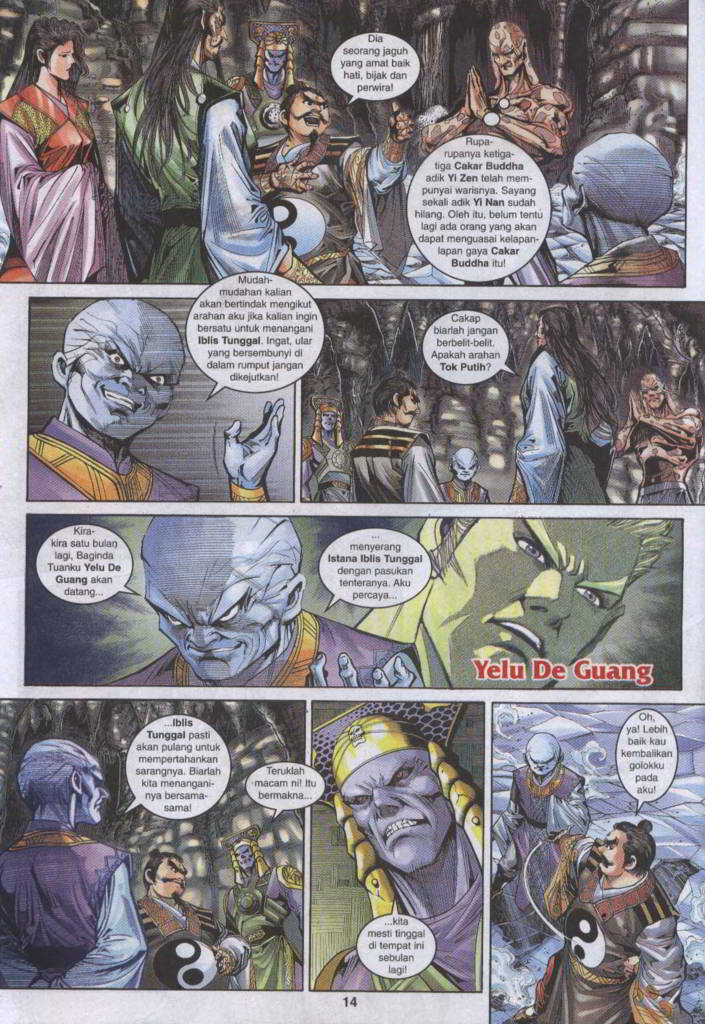 Dia
seorang jaguh
yang amat baik
hati, bijak dan
perwira!
Rupa-
rupanya ketiga-
tiga Cakar Buddha
adik Yi Zen telah mem-
punyai warisnya. Sayang
sekali adik Yi Nan sudah
hilang. Oleh itu, belum tentu
lagi ada orang yang akan
dapat menguasai kelapan-
lapan gaya Cakar
Buddha itu!
Mudah-
mudahan kalian
akan bertindak mengikut
arahan aku jika kalian ingin
bersatu untuk menangani
Iblis Tunggal. Ingat, ular
yang bersembunyi di
dalam rumput jangan
dikejutkan!
Cakap
biarlah jangan
berbelit-belit.
Apakah arahan
Tok Putih?
Kira-
kira satu bulan
lagi, Baginda
Tuanku Yelu De
Guang akan
datang...
...
menyerang
Istana Iblis Tunggal
dengan pasukan
tenteranya. Aku
percaya...
Yelu De Guang
...Iblis
Tunggal pasti
akan pulang untuk
mempertahankan
sarangnya. Biarlah
kita menangani-
nya bersama-
sama!
Teruklah
macam ni! Itu
bermakna...
...kita
mesti tinggal
di tempat ini
sebulan
lagi!
Oh,
ya! Lebih
baik kau
kembalikan
golokku
pada
aku!
14